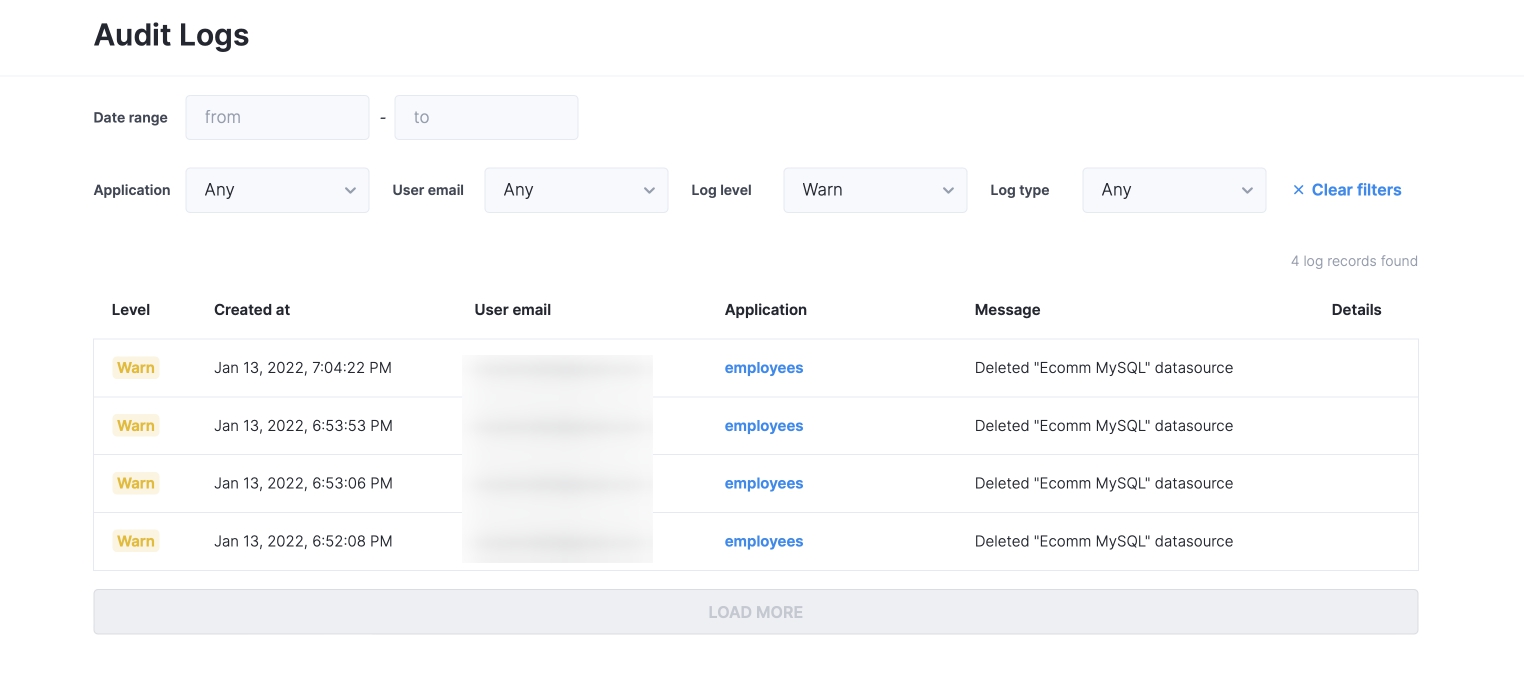 Audit Logs
Date range from - to
Application Any User email Any Log level Warn Log type Any × Clear filters
4 log records found
Level Created at User email Application Message Details
Warn Jan 13, 2022, 7:04:22 PM employees Deleted "Ecomm MySQL" datasource
Warn Jan 13, 2022, 6:53:53 PM employees Deleted "Ecomm MySQL" datasource
Warn Jan 13, 2022, 6:53:06 PM employees Deleted "Ecomm MySQL" datasource
Warn Jan 13, 2022, 6:52:08 PM employees Deleted "Ecomm MySQL" datasource
LOAD MORE